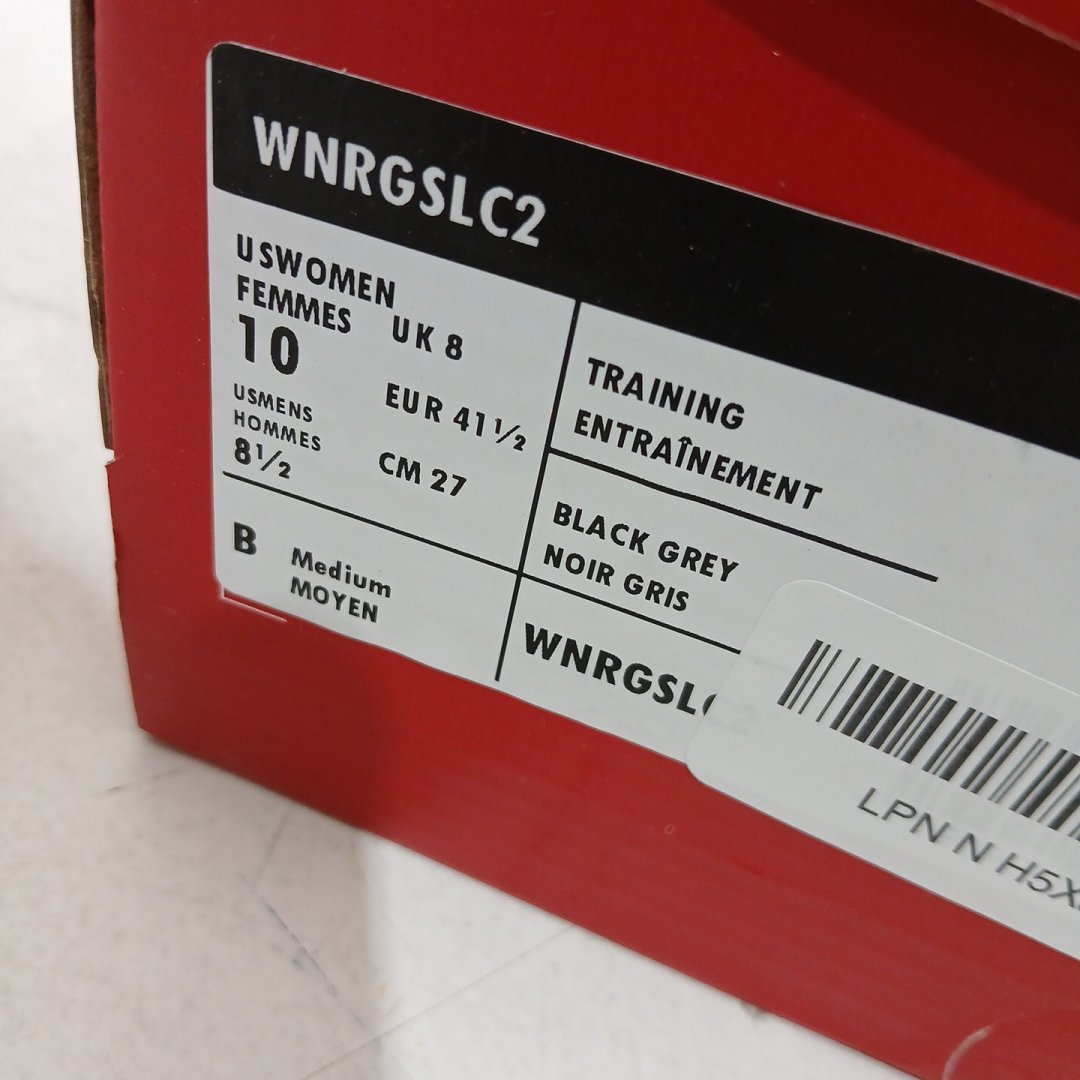 WNRGSLC2
USWOMEN
FEMMES
10
UK 8
USMENS
HOMMES
8½
EUR 41½
CM 27
B
Medium
MOYEN
TRAINING
ENTRAÎNEMENT
BLACK GREY
NOIR GRIS
WNRGSLC2
LPN N H5X